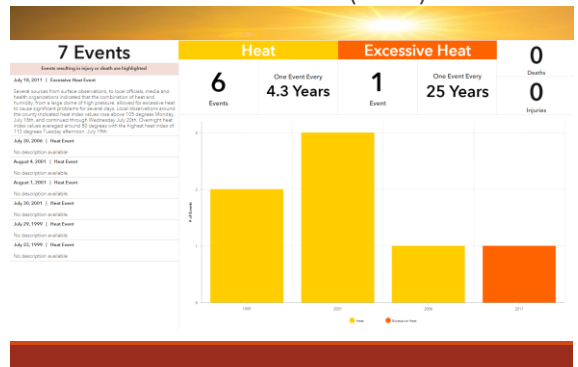 7 Events
Events resulting in injury or death are highlighted
July 18, 2011 | Excessive Heat Event
Several sources from surface observations, to local officials, media and
health organizations indicated that the combination of heat and
humidity, from a large dome of high pressure, allowed for excessive heat
to cause significant problems for several days. Local observations around
the county indicated heat index values rose above 105 degrees Monday,
July 18th, and continued through Wednesday July 20th. Overnight heat
index values averaged around 80 degrees with the highest heat index of
113 degrees Tuesday afternoon, July 19th.
July 30, 2006 | Heat Event
No description available
August 4, 2001 | Heat Event
No description available
August 1, 2001 | Heat Event
No description available
July 30, 2001 | Heat Event
No description available
July 29, 1999 | Heat Event
No description available
July 23, 1999 | Heat Event
No description available
Heat
6
Events
One Event Every
4.3 Years
Excessive Heat
1
Event
One Event Every
25 Years
0
Deaths
0
Injuries
# of Events
3
2
1
0
1999
2001
2006
2011
Heat
Excessive Heat